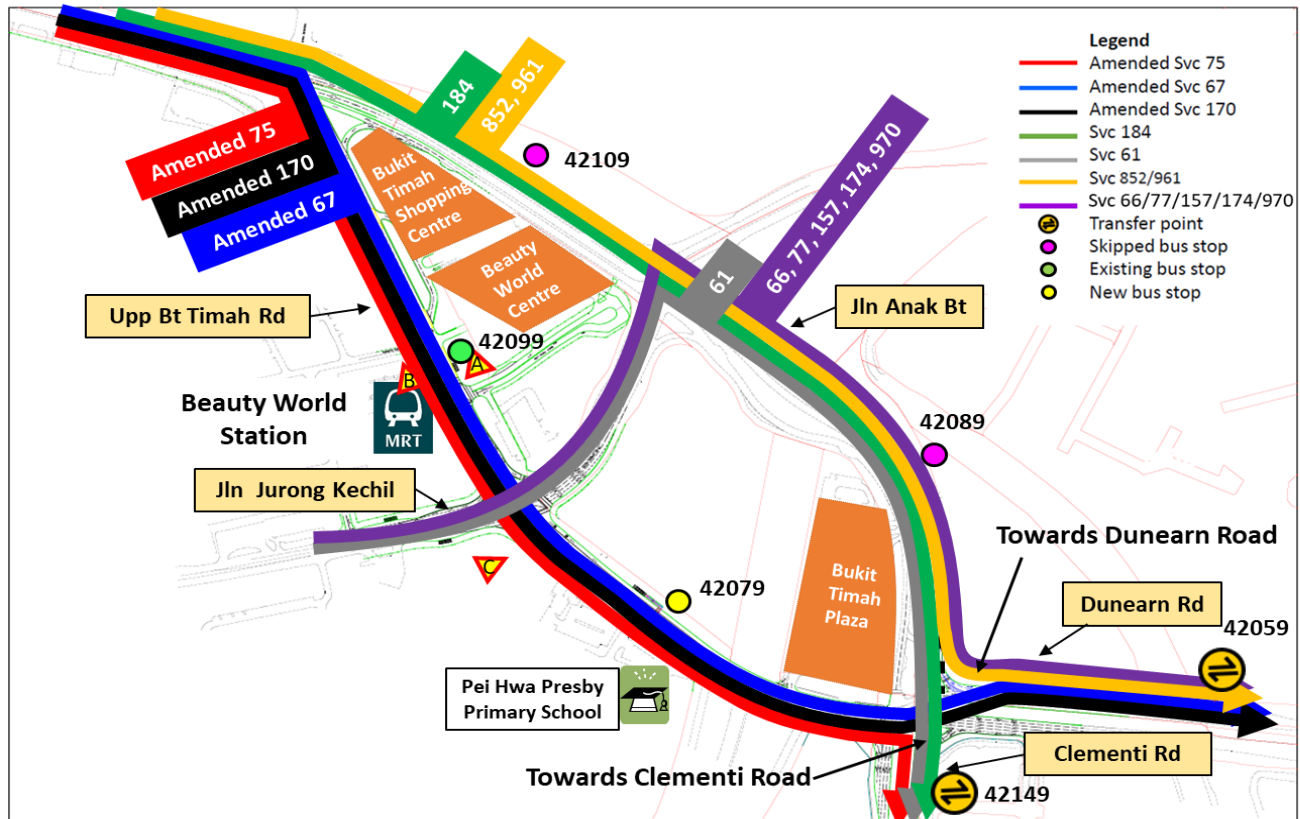 Legend
Amended Svc 75
Amended Svc 67
Amended Svc 170
Svc 184
Svc 61
Svc 852/961
Svc 66/77/157/174/970
Transfer point
Skipped bus stop
Existing bus stop
New bus stop
184
852, 961
66, 77, 157, 174, 970
61
42109
Amended 75
Amended 170
Amended 67
Bukit
Timah
Shopping
Centre
Beauty
World
Centre
Upp Bt Timah Rd
Jln Anak Bt
42099
A
B
Beauty World
Station
MRT
42089
Jln Jurong Kechil
C
Towards Dunearn Road
42079
Bukit
Timah
Plaza
Dunearn Rd
42059
Pei Hwa Presby
Primary School
Towards Clementi Road
Clementi Rd
42149